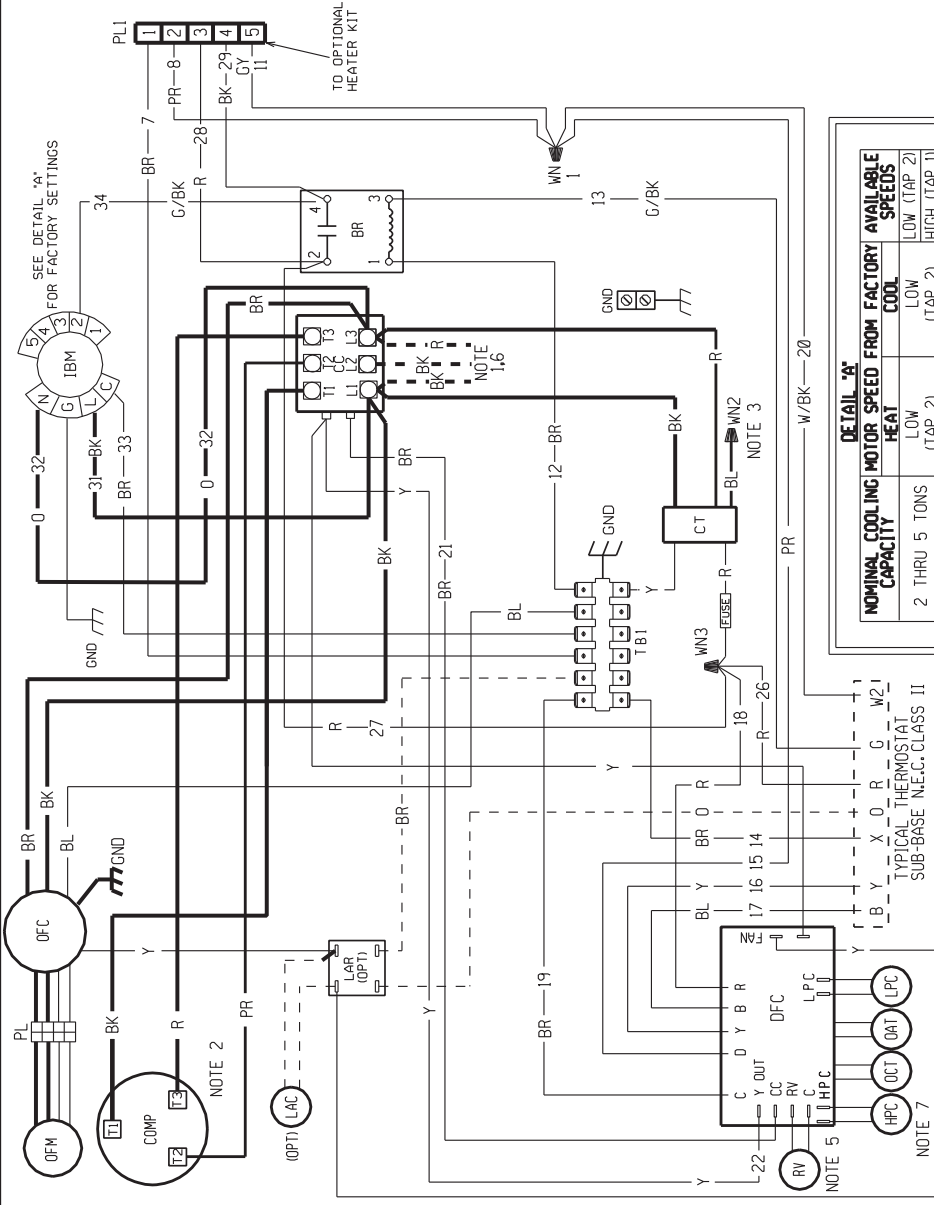 PL1
1
2
3
4
5
TO OPTIONAL
HEATER KIT
BR
7
PR
8
R
28
BK
29
GY
11
SEE DETAIL "A"
FOR FACTORY SETTINGS
34
G/BK
IBM
5
4
3
2
1
N
G
L
C
O
32
31
BK
BR
33
GND
O
32
BR
4
2
BR
3
1
WN
1
13
G/BK
T3
T2
T1
CC
L3
L2
L1
R
BK
BK
NOTE
1,6
GND
BR
Y
BK
BR
21
12
BR
R
BK
BL
WN2
NOTE 3
CT
GND
TB1
BL
Y
R
FUSE
WN3
18
R
26
R
27
Y
W/BK
20
PR
DETAIL "A"
NOMINAL COOLING
CAPACITY
MOTOR SPEED FROM FACTORY
HEAT
COOL
AVAILABLE
SPEEDS
2 THRU 5 TONS
LOW
(TAP 2)
LOW
(TAP 2)
LOW (TAP 2)
HIGH (TAP 1)
OFC
BR
BK
BL
GND
PL
OFM
Y
BK
R
PR
T1
T2
T3
COMP
NOTE 2
LAR
(OPT)
(OPT)
LAC
BR
Y
BR
19
R
O
BR
14
15
Y
16
BL
17
B
Y
X
O
R
G
W2
TYPICAL THERMOSTAT
SUB-BASE N.E.C. CLASS II
FAN
Y
R
B
Y
D
C
DFC
Y OUT
CC
RV
C
HPC
LPC
22
Y
RV
NOTE 5
HPC
OCT
OAT
LPC
NOTE 7